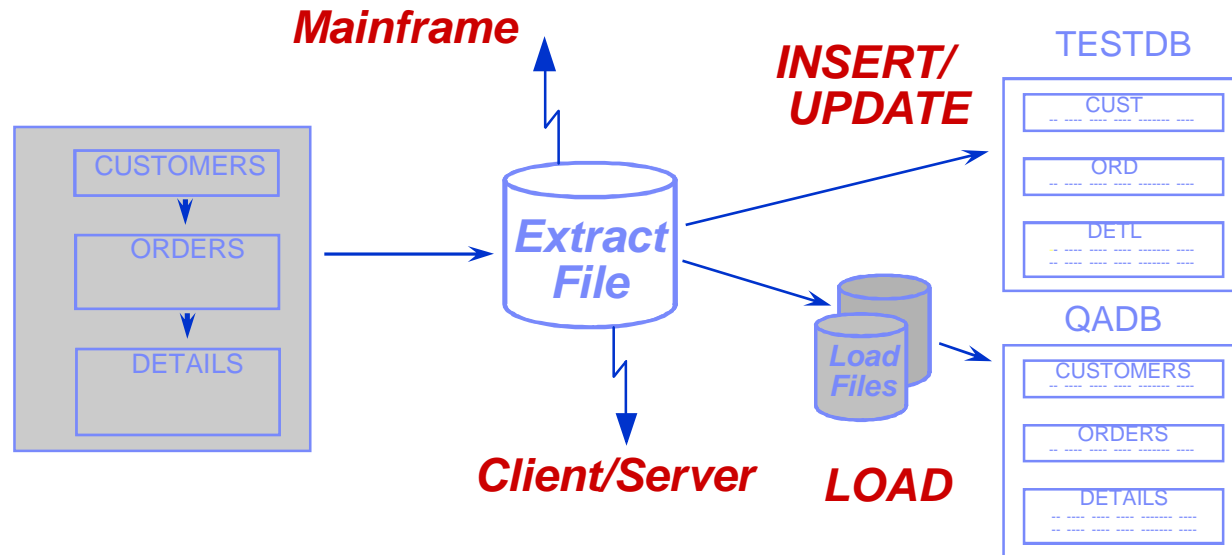 Mainframe
INSERT/
UPDATE
TESTDB
CUST
-- ---- ---- ---- ------- ----
ORD
-- ---- ---- ---- ------- ----
DETL
- ---- ---- ---- ------- ----
-- ---- ---- ---- ------- ----
CUSTOMERS
ORDERS
DETAILS
Extract
File
Load
Files
Client/Server
LOAD
QADB
CUSTOMERS
-- ---- ---- ---- ------- ----
ORDERS
-- ---- ---- ---- ------- ----
DETAILS
-- ---- ---- ---- ------- ----
-- ---- ---- ---- ------- ----